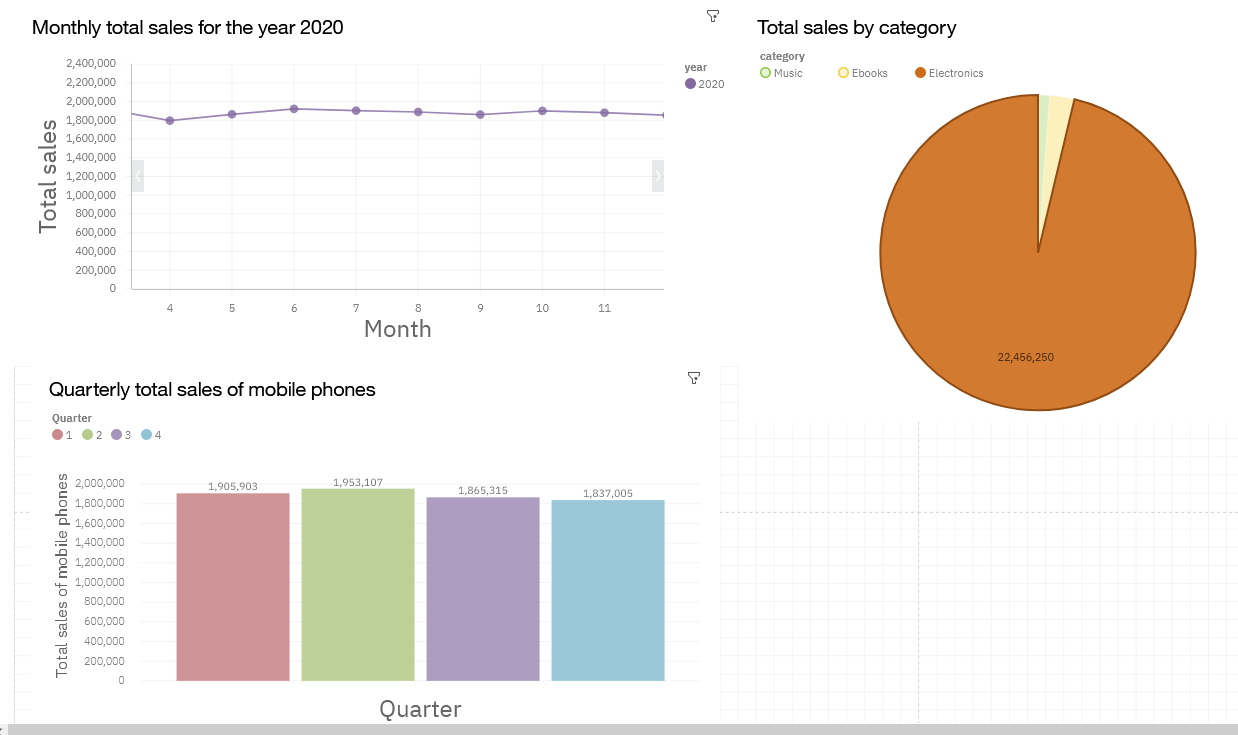 Monthly total sales for the year 2020
year
2020
Total sales
2,400,000
2,200,000
2,000,000
1,800,000
1,600,000
1,400,000
1,200,000
1,000,000
800,000
600,000
400,000
200,000
0
4 5 6 7 8 9 10 11
Month
Total sales by category
category
Music Ebooks Electronics
22,456,250
Quarterly total sales of mobile phones
Quarter
1 2 3 4
Total sales of mobile phones
2,000,000
1,800,000
1,600,000
1,400,000
1,200,000
1,000,000
800,000
600,000
400,000
200,000
0
1,905,903 1,953,107 1,865,315 1,837,005
Quarter